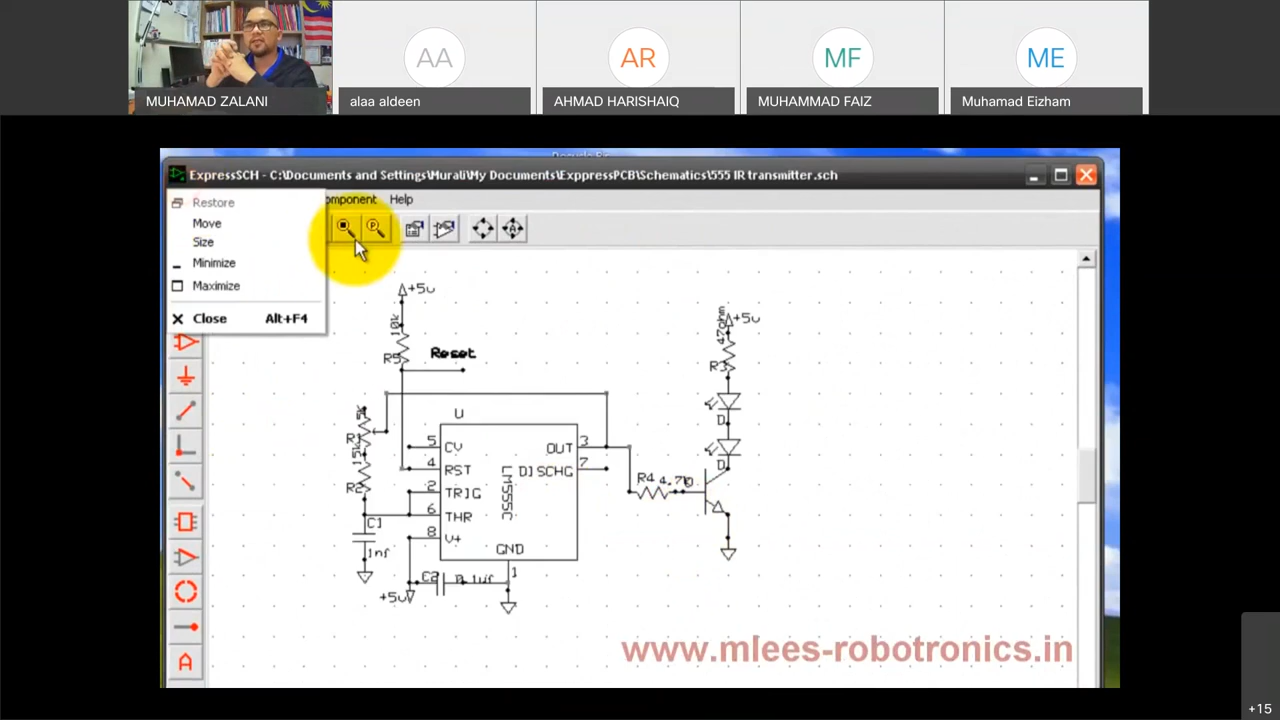 AA
AR
MF
ME
MUHAMAD ZALANI
alaa aldeen
AHMAD HARISHAIQ
MUHAMMAD FAIZ
Muhamad Eizham
ExpressSCH - C:\Documents and Settings\Murali\My Documents\ExppressPCB\Schematics\555 IR transmitter.sch
omponent Help
Restore
Move
Size
Minimize
Maximize
Close Alt+F4
+5v
10k
R5
Reset
47ohm
+5v
R3
D
D
5k
R1
15k
R2
C1
1nf
U
5 CV
4 RST
2 TRIG
6 THR
8 V+
LM555C
OUT 3
DISCHG 7
GND
1
R4 4.7k
C2
+5v
www.mlees-robotronics.in
A
+15